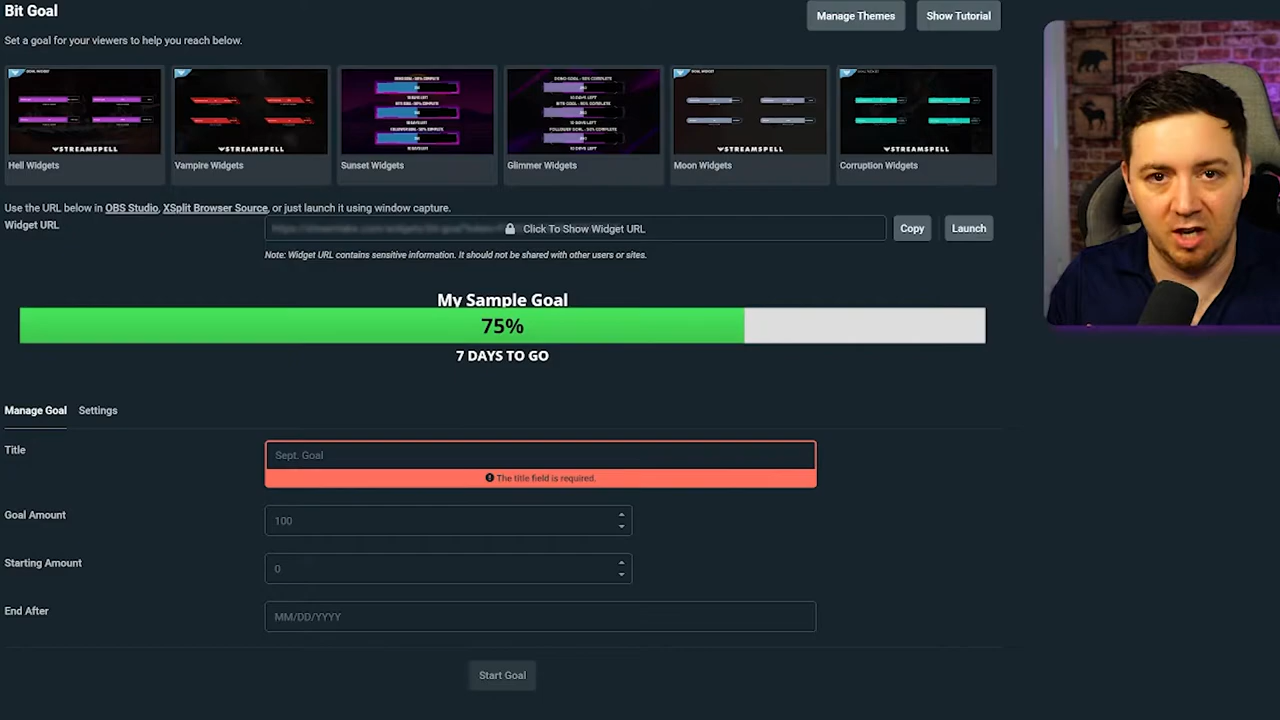 Bit Goal
Manage Themes
Show Tutorial
Set a goal for your viewers to help you reach below.
STREAMSPELL
STREAMSPELL
STREAMSPELL
STREAMSPELL
Hell Widgets
Vampire Widgets
Sunset Widgets
Glimmer Widgets
Moon Widgets
Corruption Widgets
Use the URL below in OBS Studio, XSplit Browser Source, or just launch it using window capture.
Widget URL
Click To Show Widget URL
Copy
Launch
Note: Widget URL contains sensitive information. It should not be shared with other users or sites.
My Sample Goal
75%
7 DAYS TO GO
Manage Goal
Settings
Title
Sept. Goal
The title field is required.
Goal Amount
100
Starting Amount
0
End After
MM/DD/YYYY
Start Goal